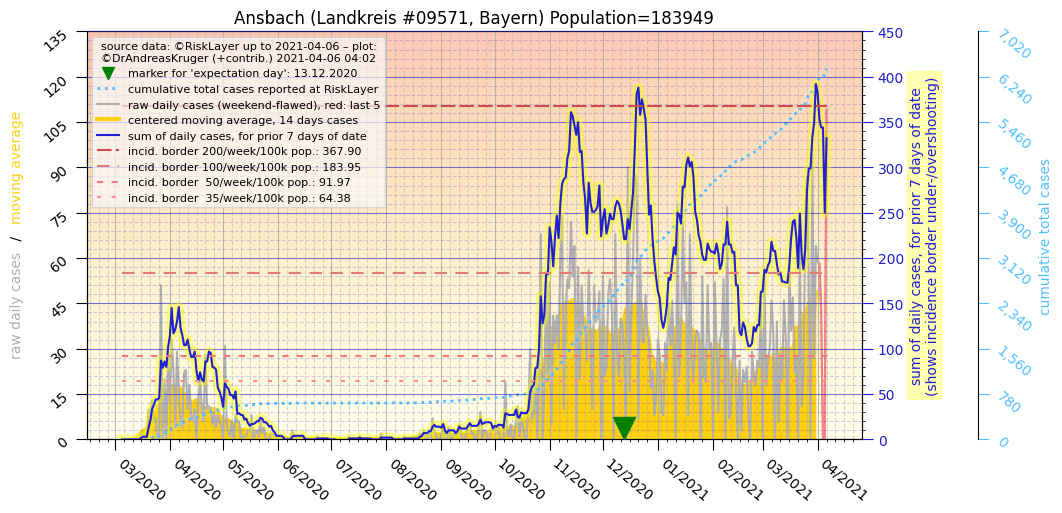 Ansbach (Landkreis #09571, Bayern) Population=183949
source data: ©RiskLayer up to 2021-04-06 – plot:
©DrAndreasKruger (+contrib.) 2021-04-06 04:02
marker for 'expectation day': 13.12.2020
cumulative total cases reported at RiskLayer
raw daily cases (weekend-flawed), red: last 5
centered moving average, 14 days cases
sum of daily cases, for prior 7 days of date
incid. border 200/week/100k pop.: 367.90
incid. border 100/week/100k pop.: 183.95
incid. border  50/week/100k pop.: 91.97
incid. border  35/week/100k pop.: 64.38
raw daily cases  /  moving average
135
120
105
90
75
60
45
30
15
0
03/2020
04/2020
05/2020
06/2020
07/2020
08/2020
09/2020
10/2020
11/2020
12/2020
01/2021
02/2021
03/2021
04/2021
450
400
350
300
250
200
150
100
50
0
sum of daily cases, for prior 7 days of date
(shows incidence border under-/overshooting)
7,020
6,240
5,460
4,680
3,900
3,120
2,340
1,560
780
0
cumulative total cases